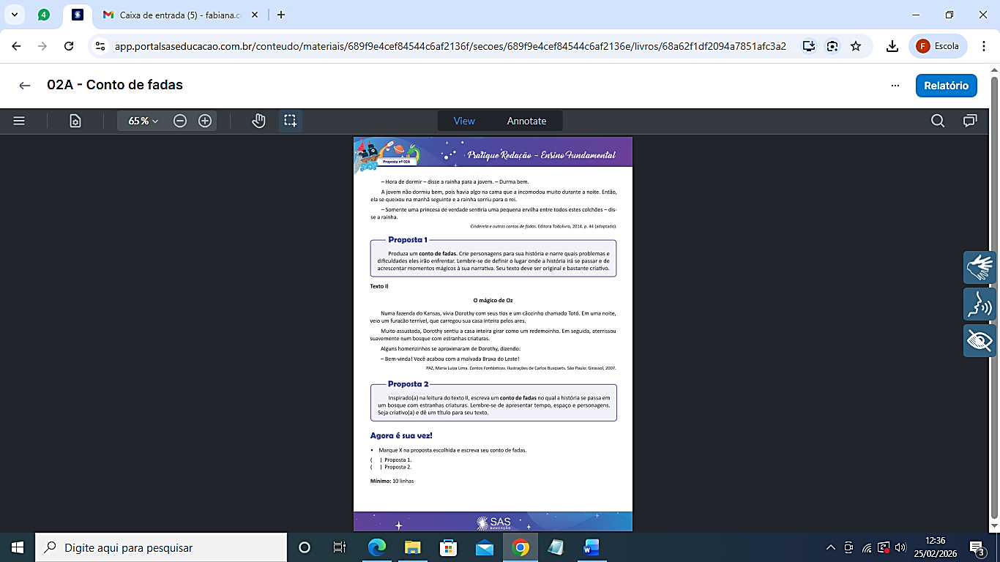 Caixa de entrada (5) - fabiana.c
app.portalsaseducacao.com.br/conteudo/materiais/689f9e4cef84544c6af2136f/secoes/689f9e4cef84544c6af2136e/livros/68a62f1df2094a7851afc3a2
F Escola
02A - Conto de fadas
Relatório
65%
View
Annotate
Proposta nº 02A
Pratique Redação - Ensino Fundamental
– Hora de dormir – disse a rainha para a jovem. – Durma bem.
A jovem não dormiu bem, pois havia algo na cama que a incomodou muito durante a noite. Então,
ela se queixou na manhã seguinte e a rainha sorriu para o rei.
– Somente uma princesa de verdade sentiria uma pequena ervilha entre todos estes colchões – dis-
se a rainha.
Cinderela e outros contos de fadas. Editora Todolivro, 2014. p. 44 (adaptado).
Proposta 1
Produza um conto de fadas. Crie personagens para sua história e narre quais problemas e
dificuldades eles irão enfrentar. Lembre-se de definir o lugar onde a história irá se passar e de
acrescentar momentos mágicos à sua narrativa. Seu texto deve ser original e bastante criativo.
Texto II
O mágico de Oz
Numa fazenda do Kansas, vivia Dorothy com seus tios e um cãozinho chamado Totó. Em uma noite,
veio um furacão terrível, que carregou sua casa inteira pelos ares.
Muito assustada, Dorothy sentiu a casa inteira girar como um redemoinho. Em seguida, aterrissou
suavemente num bosque com estranhas criaturas.
Alguns homenzinhos se aproximaram de Dorothy, dizendo:
– Bem-vinda! Você acabou com a malvada Bruxa do Leste!
PAZ, Maria Luiza Lima. Contos Fantásticos. Ilustrações de Carlos Busquets. São Paulo: Girassol, 2007.
Proposta 2
Inspirado(a) na leitura do texto II, escreva um conto de fadas no qual a história se passa em
um bosque com estranhas criaturas. Lembre-se de apresentar tempo, espaço e personagens.
Seja criativo(a) e dê um título para seu texto.
Agora é sua vez!
• Marque X na proposta escolhida e escreva seu conto de fadas.
( ) Proposta 1.
( ) Proposta 2.
Mínimo: 10 linhas
SAS
EDUCAÇÃO
Digite aqui para pesquisar
12:36
25/02/2026
3
4